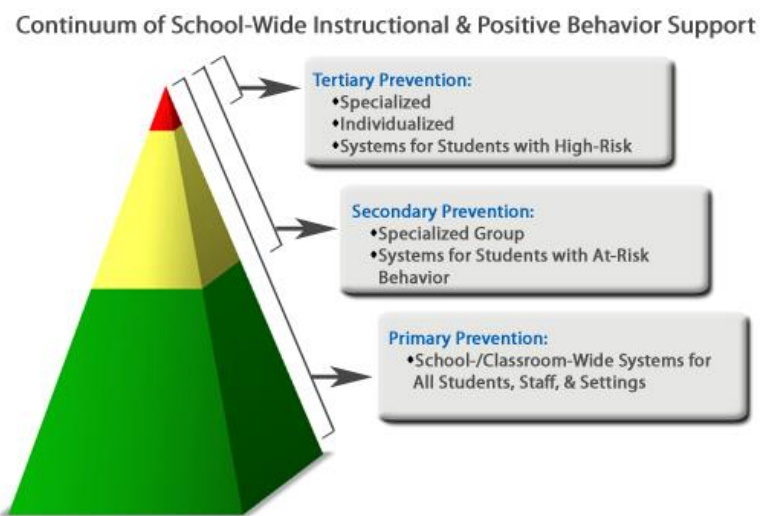 Continuum of School-Wide Instructional & Positive Behavior Support
Tertiary Prevention:
♦Specialized
♦Individualized
♦Systems for Students with High-Risk
Secondary Prevention:
♦Specialized Group
♦Systems for Students with At-Risk
Behavior
Primary Prevention:
♦School-/Classroom-Wide Systems for
All Students, Staff, & Settings